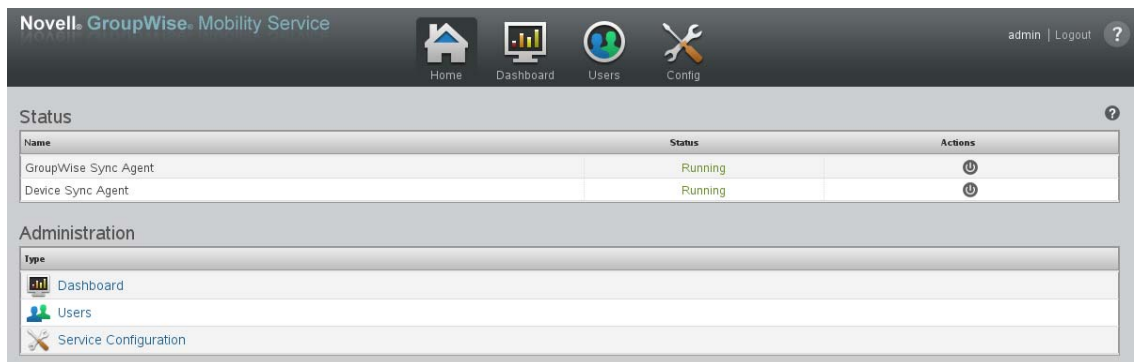 Novell® GroupWise® Mobility Service
admin | Logout ?
Home Dashboard Users Config
Status ?
Name Status Actions
GroupWise Sync Agent Running
Device Sync Agent Running
Administration
Type
Dashboard
Users
Service Configuration